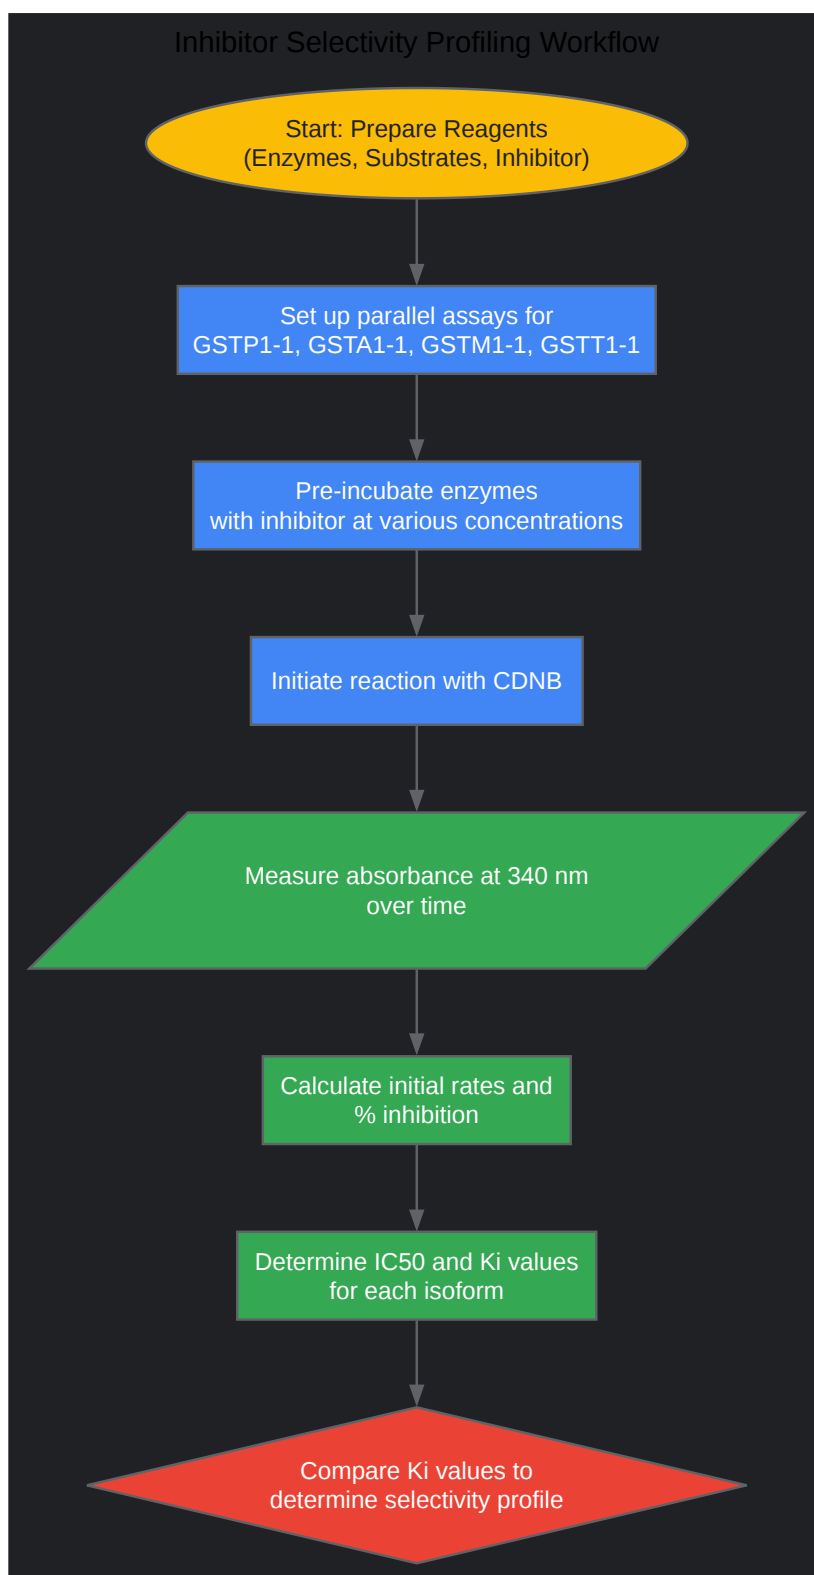 Inhibitor Selectivity Profiling Workflow
Start: Prepare Reagents
(Enzymes, Substrates, Inhibitor)
Set up parallel assays for
GSTP1-1, GSTA1-1, GSTM1-1, GSTT1-1
Pre-incubate enzymes
with inhibitor at various concentrations
Initiate reaction with CDNB
Measure absorbance at 340 nm
over time
Calculate initial rates and
% inhibition
Determine IC50 and Ki values
for each isoform
Compare Ki values to
determine selectivity profile